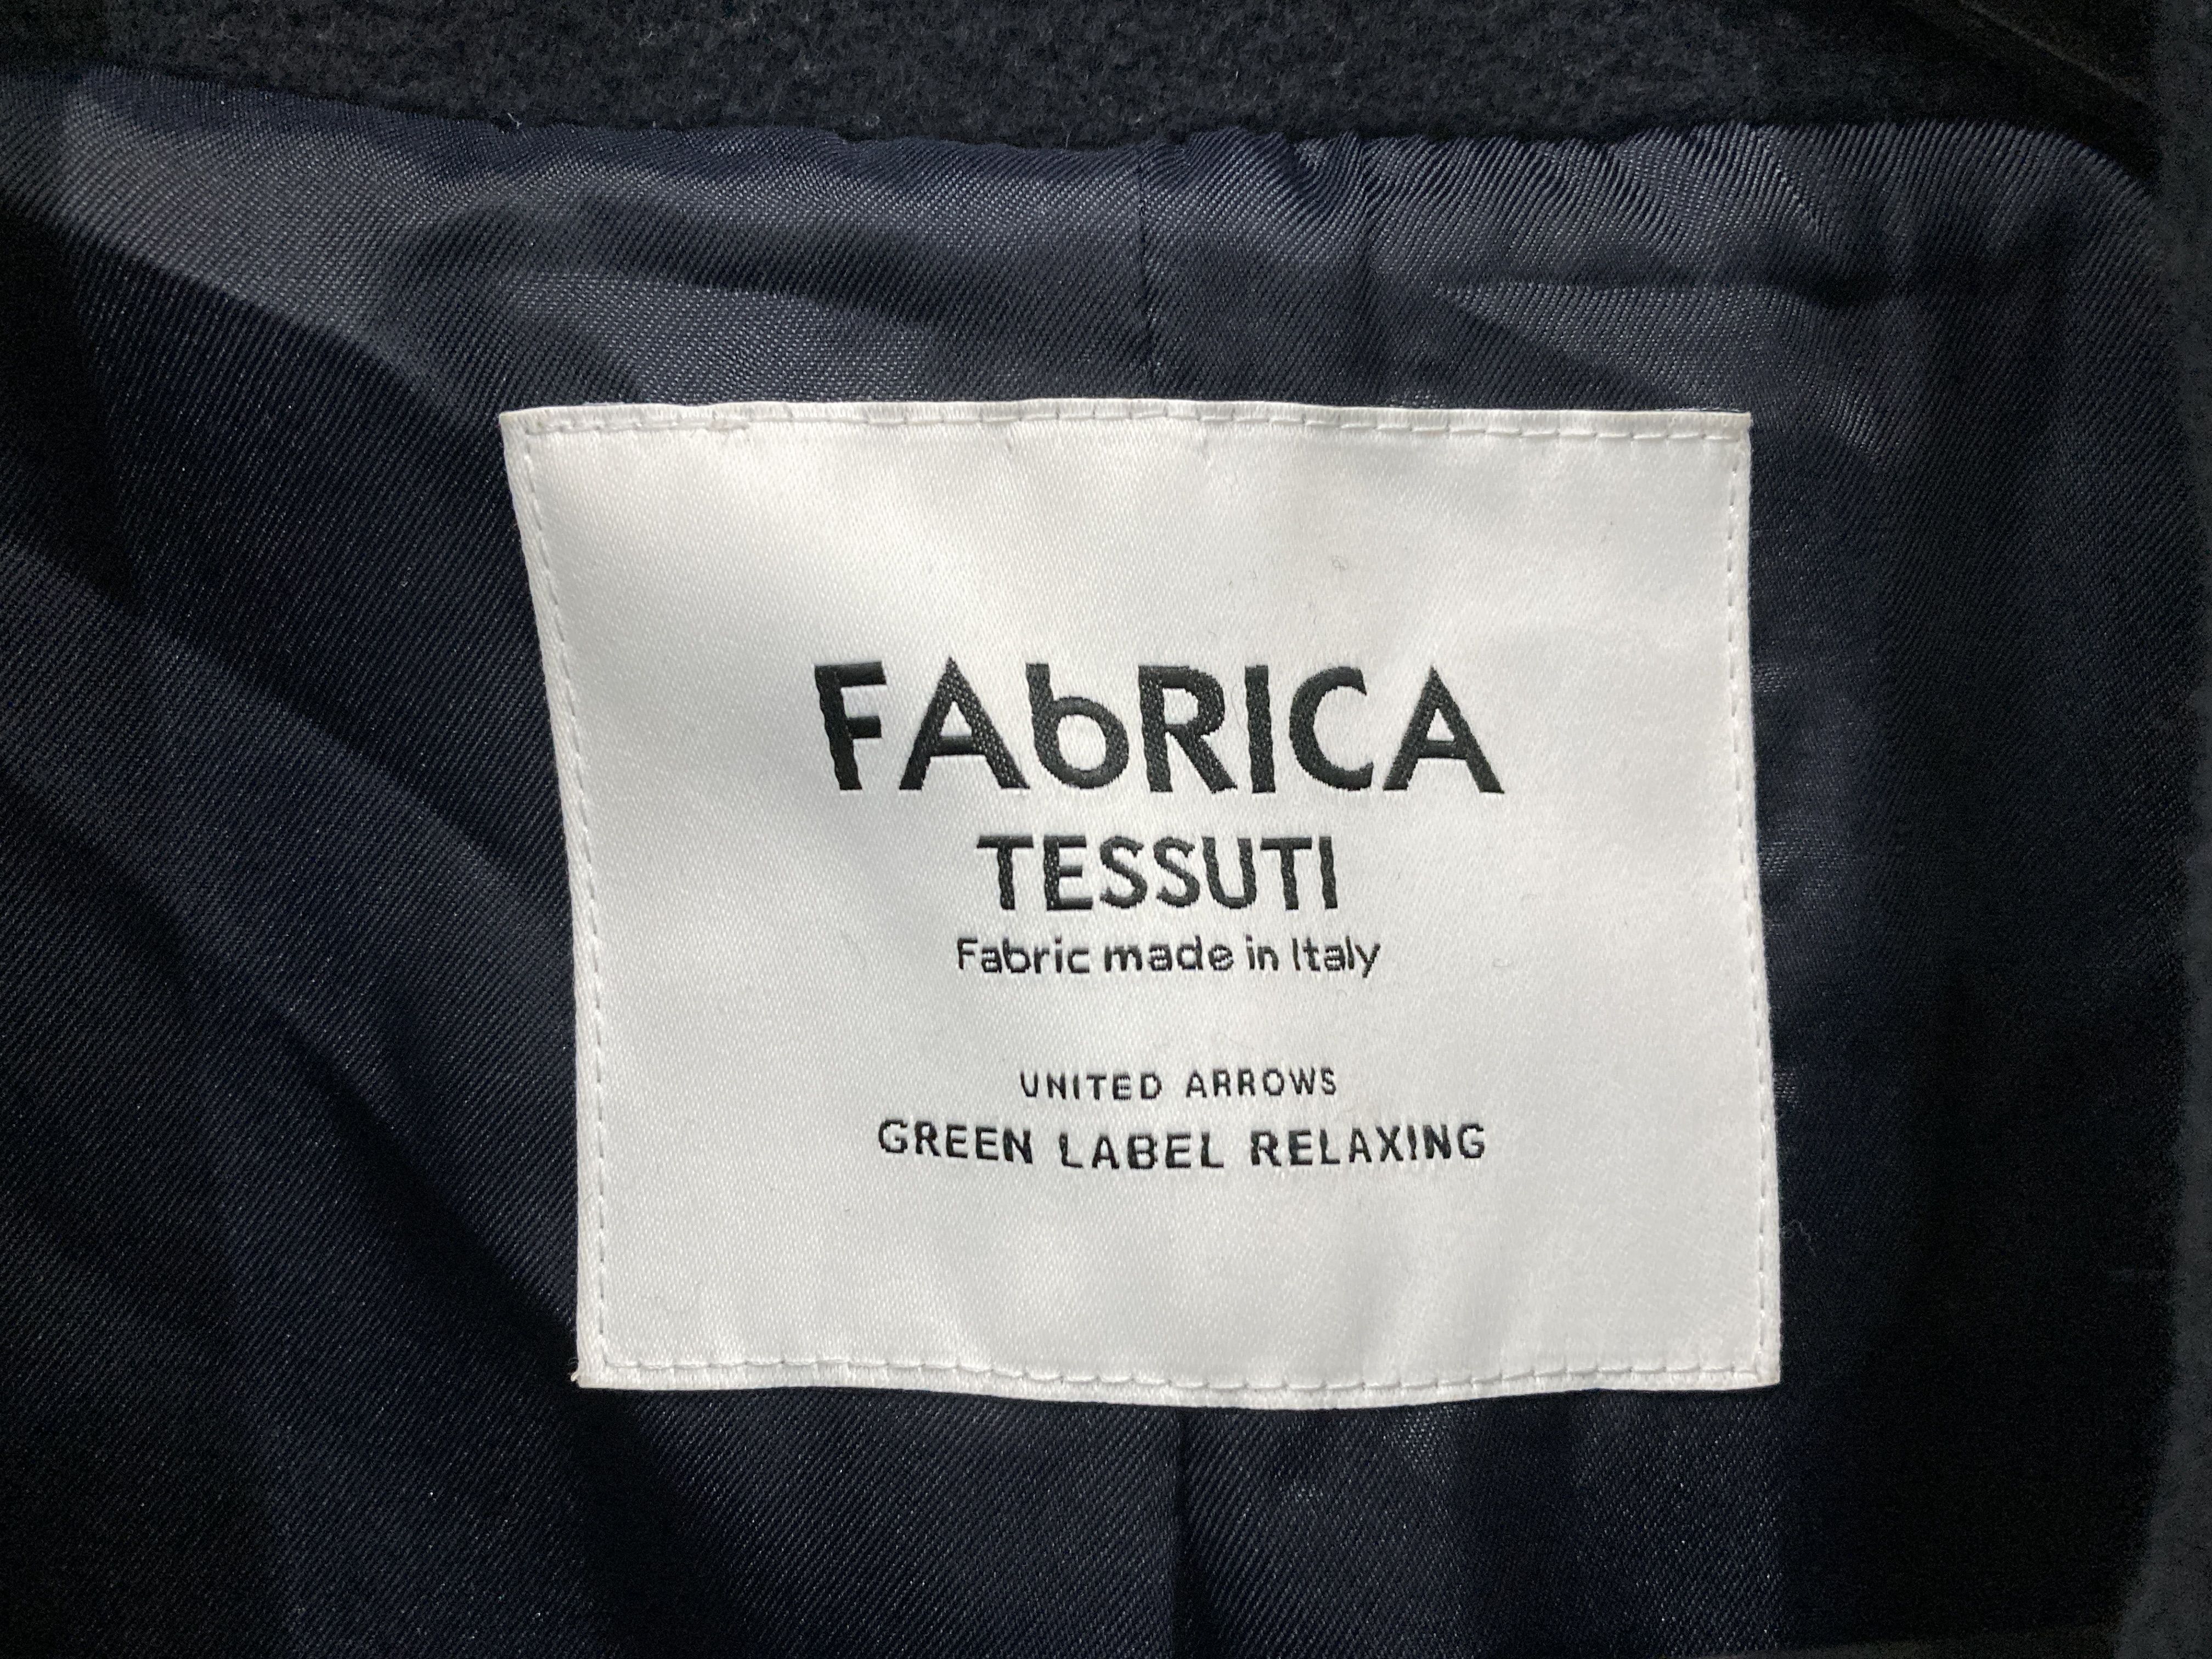 FAbRICA
TESSUTI
Fabric made in Italy
UNITED ARROWS
GREEN LABEL RELAXING